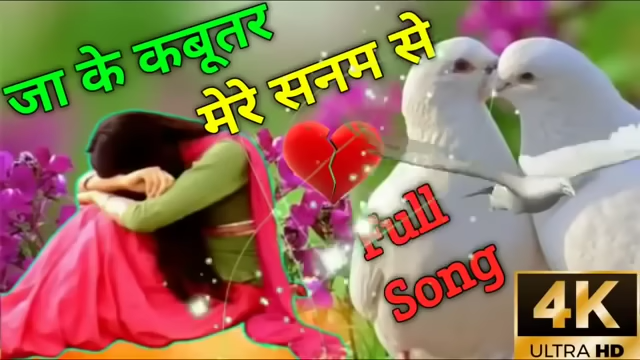 जा के कबूतर
मेरे सनम से
Full
Song
4K
ULTRA HD